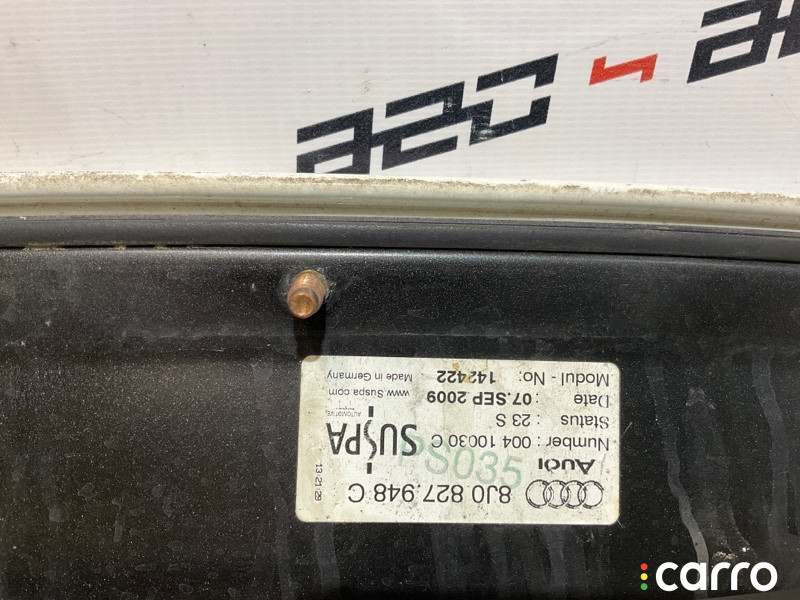 8J0 827.948 C
Audi
PS035
Number : 004 10030 C
Status : 23 S
Date : 07.SEP 2009
Modul - No: 142422
13:21:29
SUSPA
AUTOMOTIVE
www.Suspa.com
Made in Germany
carro